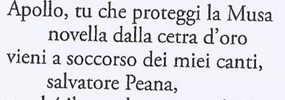 Apollo, tu che proteggi la Musa
novella dalla cetra d'oro
vieni a soccorso dei miei canti,
salvatore Peana,